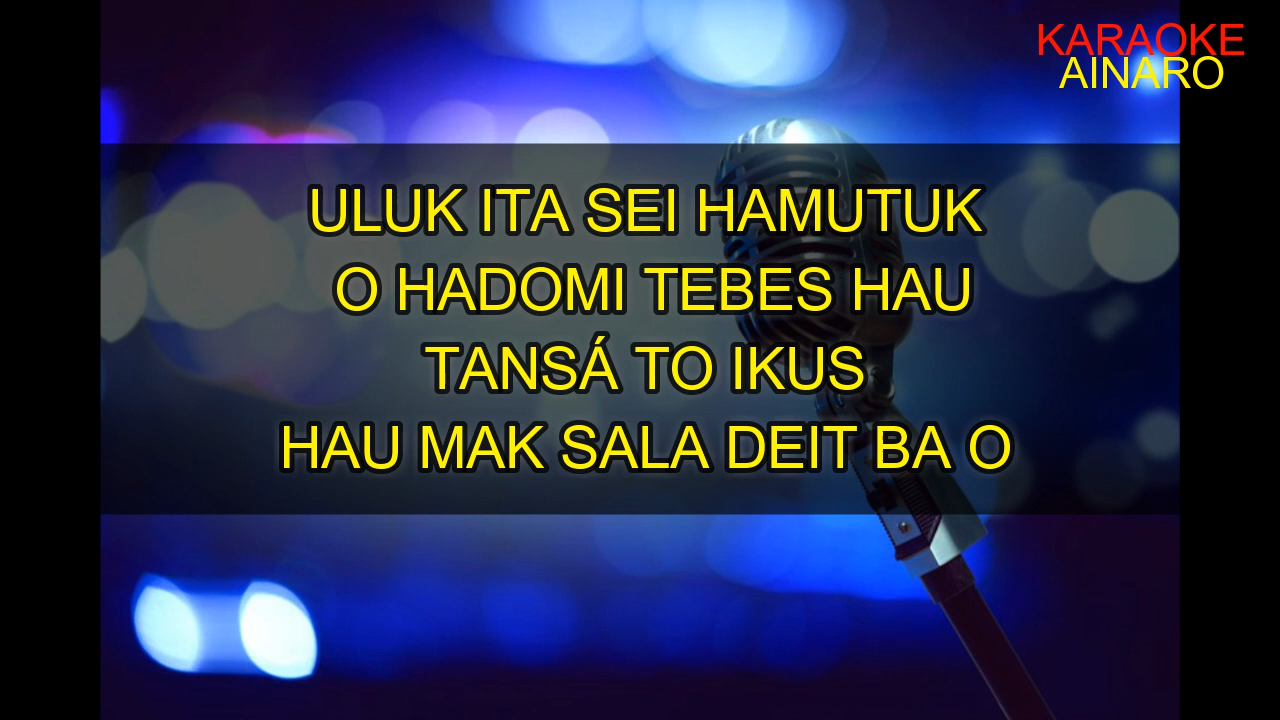 KARAOKE
AINARO
ULUK ITA SEI HAMUTUK
O HADOMI TEBES HAU
TANSÁ TO IKUS
HAU MAK SALA DEIT BA O